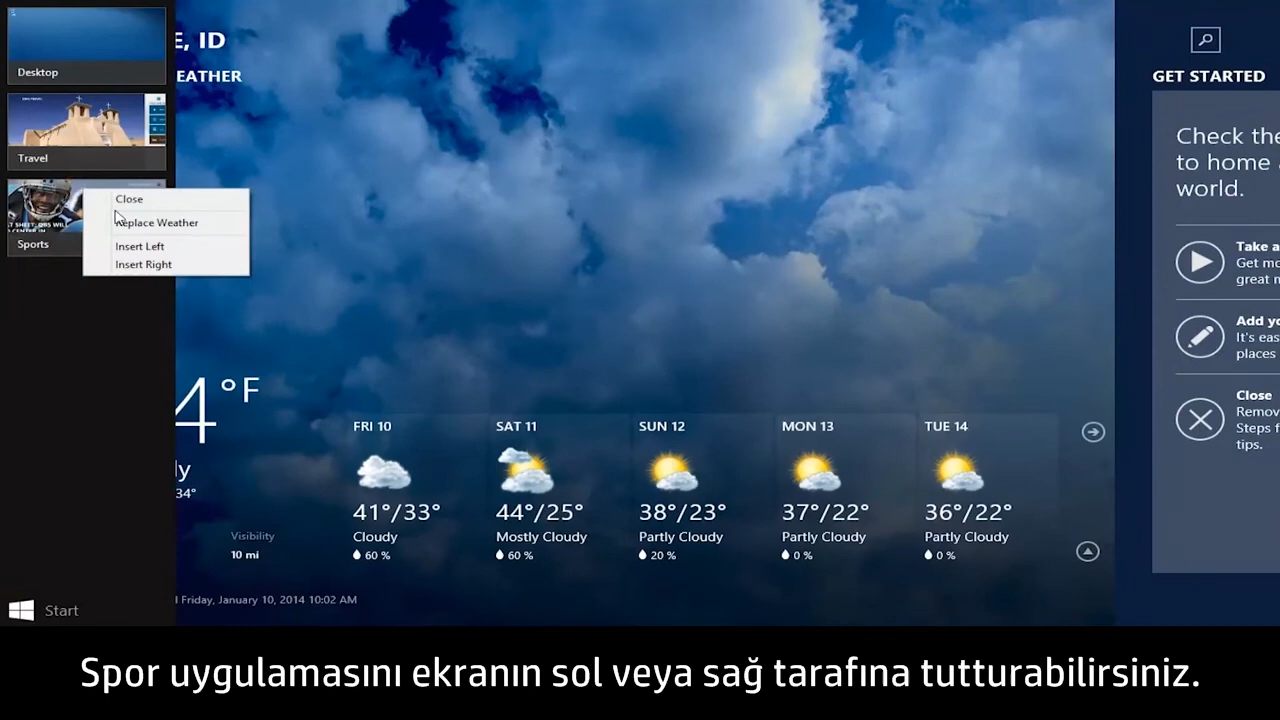 Desktop
Travel
Sports
Close
Replace Weather
Insert Left
Insert Right
Start
E, ID
EATHER
4°F
ly
34°
Visibility
10 mi
FRI 10
41°/33°
Cloudy
60 %
SAT 11
44°/25°
Mostly Cloudy
60 %
SUN 12
38°/23°
Partly Cloudy
20 %
MON 13
37°/22°
Partly Cloudy
0 %
TUE 14
36°/22°
Partly Cloudy
0 %
Friday, January 10, 2014 10:02 AM
GET STARTED
Check the
to home
world.
Take a
Get mo
great
Add yo
It's eas
places
Close
Remov
Steps f
tips.
Spor uygulamasını ekranın sol veya sağ tarafına tutturabilirsiniz.